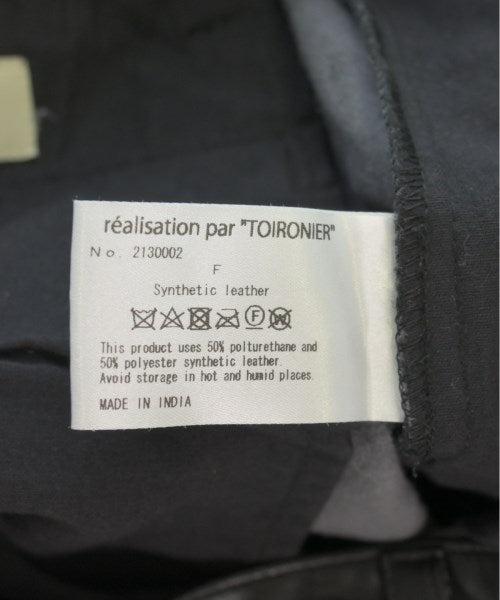 réalisation par "TOIRONIER"
No. 2130002
F
Synthetic leather
F W
This product uses 50% polturethane and
50% polyester synthetic leather.
Avoid storage in hot and humid places.
MADE IN INDIA